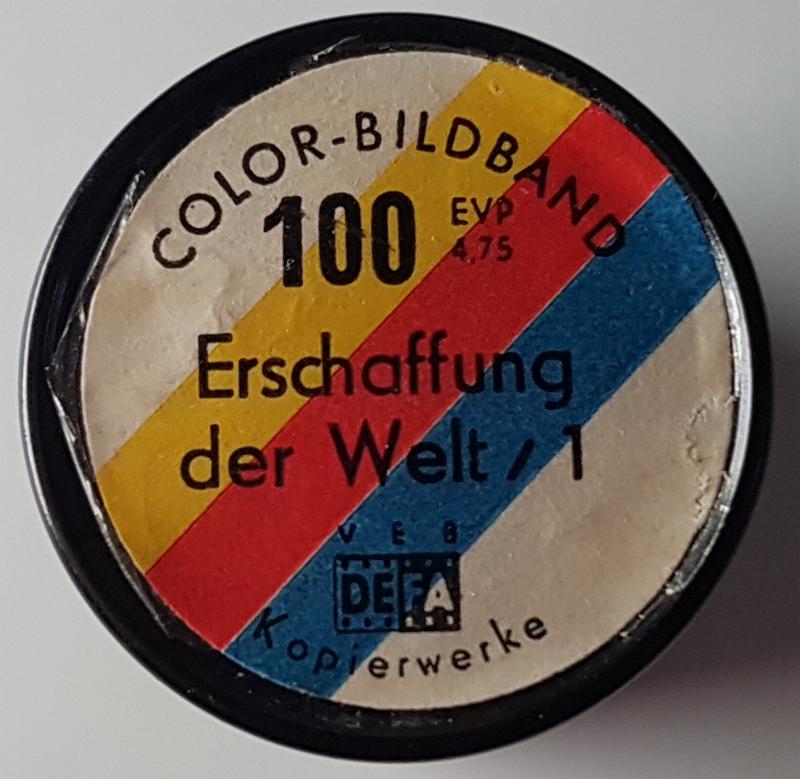 COLOR-BILDBAND
100 EVP
4,75
Erschaffung
der Welt / 1
VEB
DEFA
Kopierwerke